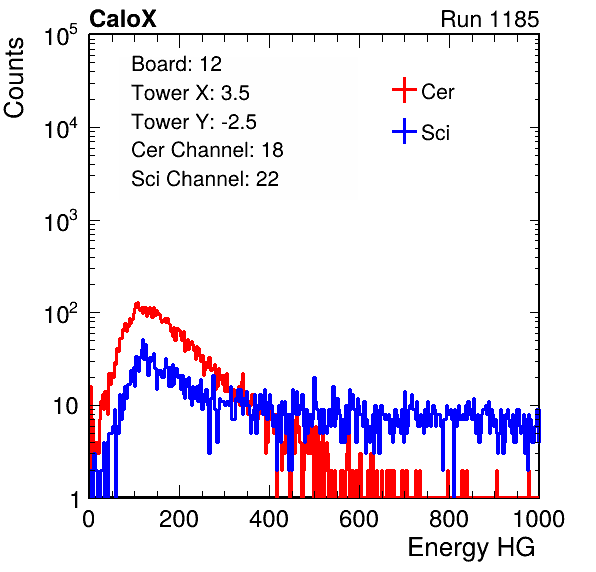 CaloX Run 1185
Counts
10^5
10^4
10^3
10^2
10
1
Board: 12
Tower X: 3.5
Tower Y: -2.5
Cer Channel: 18
Sci Channel: 22
Cer
Sci
0 200 400 600 800 1000
Energy HG